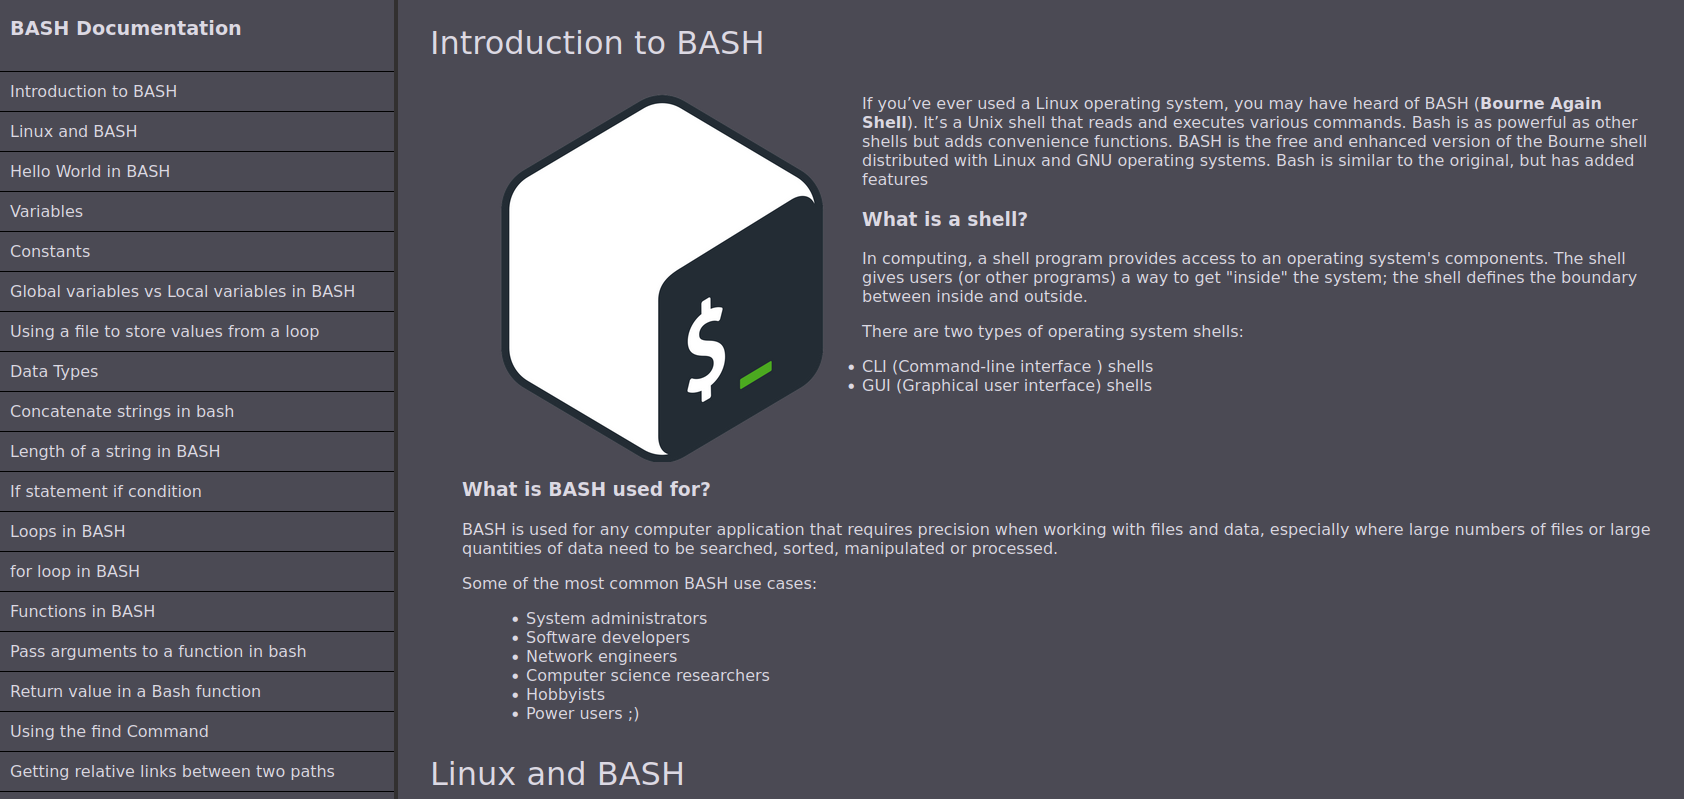 BASH Documentation
Introduction to BASH
Linux and BASH
Hello World in BASH
Variables
Constants
Global variables vs Local variables in BASH
Using a file to store values from a loop
Data Types
Concatenate strings in bash
Length of a string in BASH
If statement if condition
Loops in BASH
for loop in BASH
Functions in BASH
Pass arguments to a function in bash
Return value in a Bash function
Using the find Command
Getting relative links between two paths
Introduction to BASH
$_
If you’ve ever used a Linux operating system, you may have heard of BASH (Bourne Again
Shell). It’s a Unix shell that reads and executes various commands. Bash is as powerful as other
shells but adds convenience functions. BASH is the free and enhanced version of the Bourne shell
distributed with Linux and GNU operating systems. Bash is similar to the original, but has added
features
What is a shell?
In computing, a shell program provides access to an operating system's components. The shell
gives users (or other programs) a way to get "inside" the system; the shell defines the boundary
between inside and outside.
There are two types of operating system shells:
• CLI (Command-line interface ) shells
• GUI (Graphical user interface) shells
What is BASH used for?
BASH is used for any computer application that requires precision when working with files and data, especially where large numbers of files or large
quantities of data need to be searched, sorted, manipulated or processed.
Some of the most common BASH use cases:
• System administrators
• Software developers
• Network engineers
• Computer science researchers
• Hobbyists
• Power users ;)
Linux and BASH